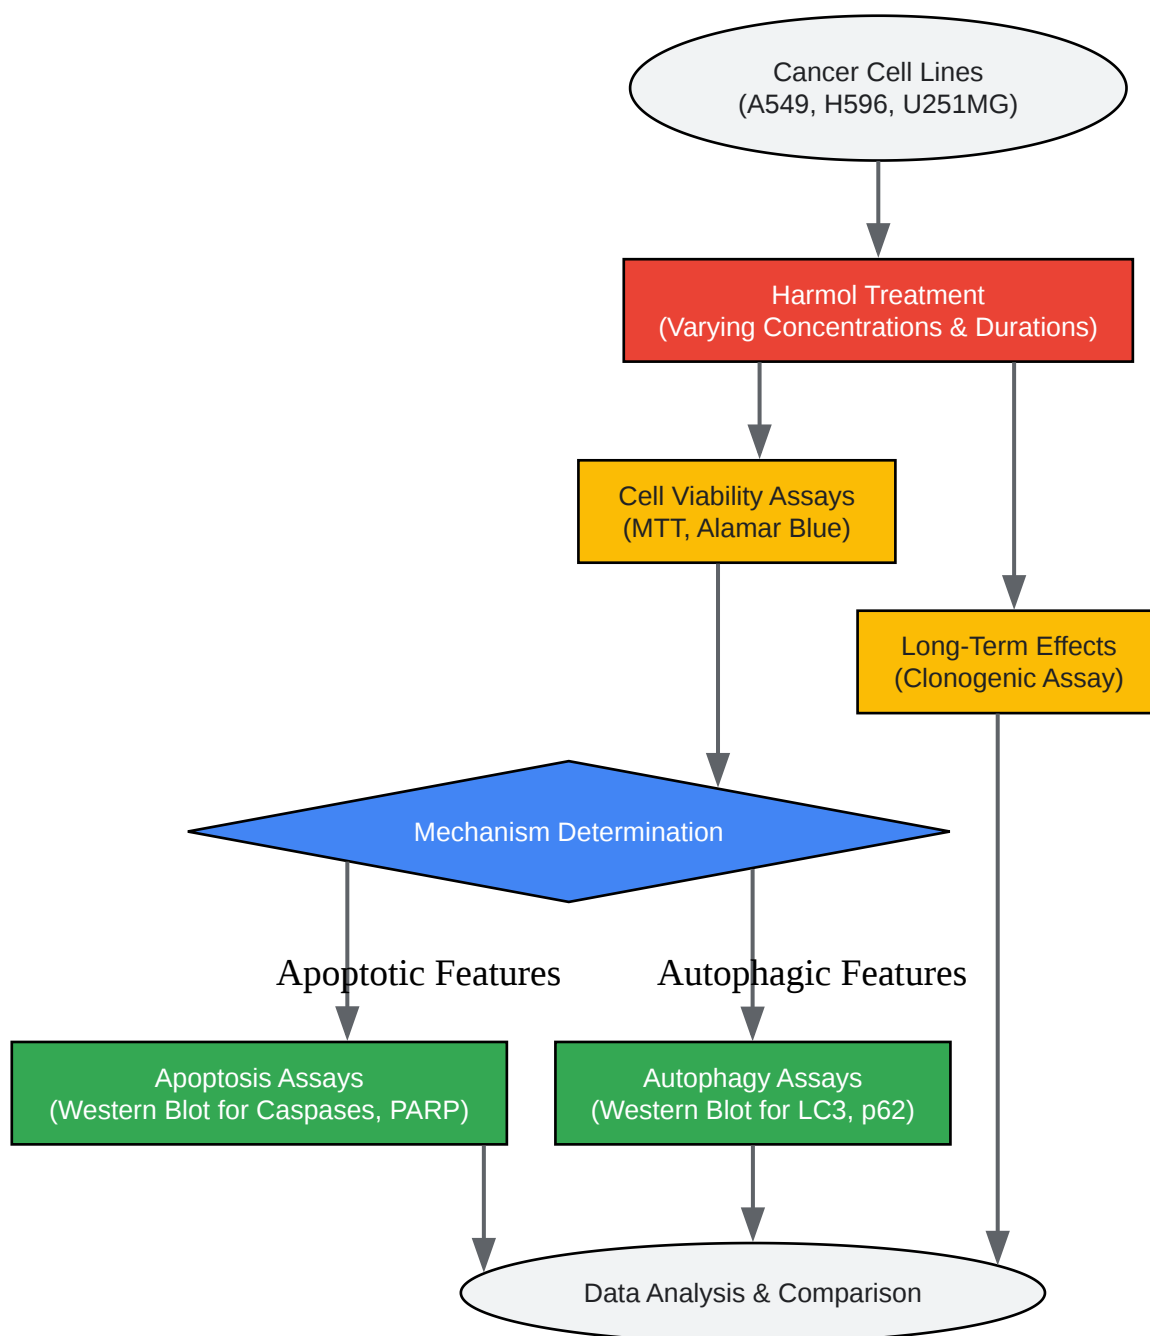 Cancer Cell Lines
(A549, H596, U251MG)
Harmol Treatment
(Varying Concentrations & Durations)
Cell Viability Assays
(MTT, Alamar Blue)
Long-Term Effects
(Clonogenic Assay)
Mechanism Determination
Apoptotic Features
Autophagic Features
Apoptosis Assays
(Western Blot for Caspases, PARP)
Autophagy Assays
(Western Blot for LC3, p62)
Data Analysis & Comparison